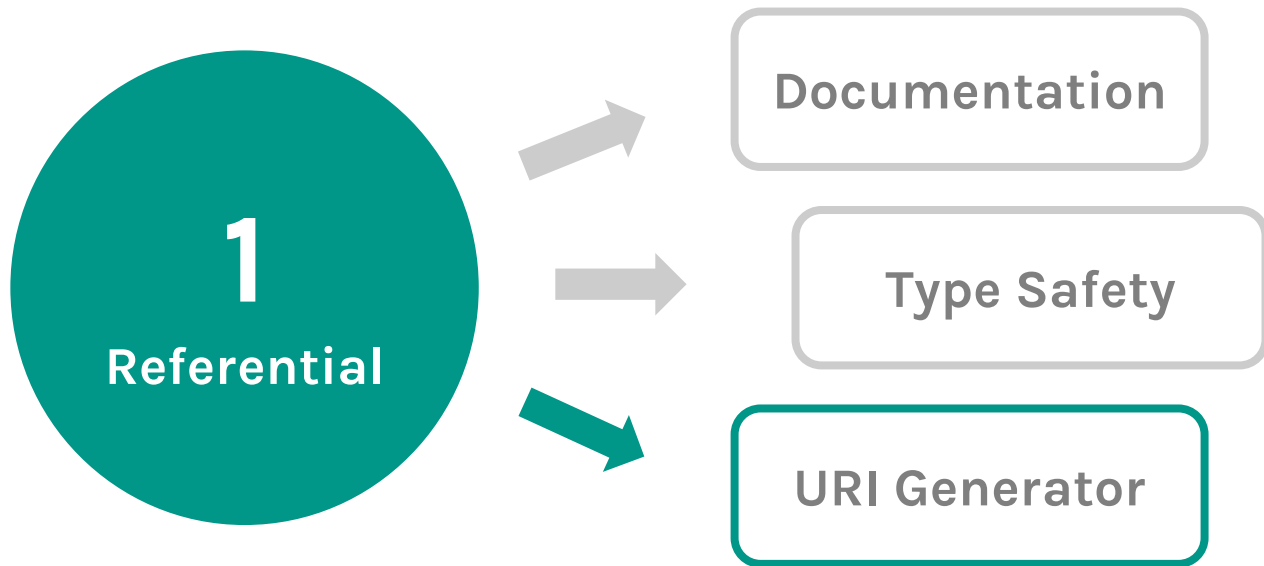 1
Referential
Documentation
Type Safety
URI Generator